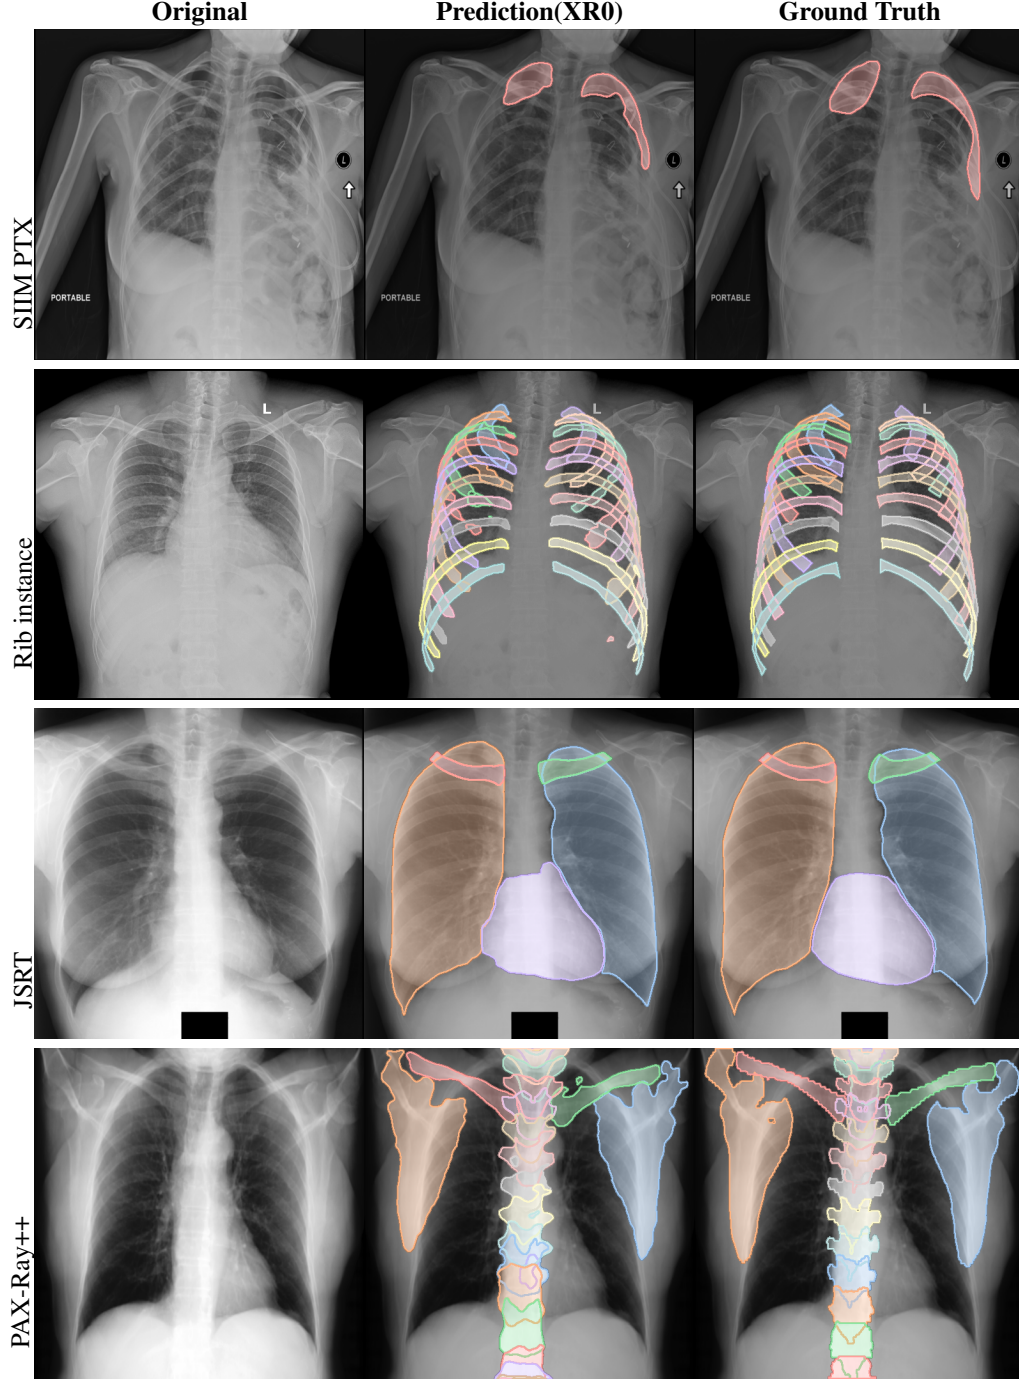 Original Prediction(XR0) Ground Truth
SIIM PTX
L L L
PORTABLE PORTABLE PORTABLE
Rib instance
L L L
JSRT
PAX-Ray++